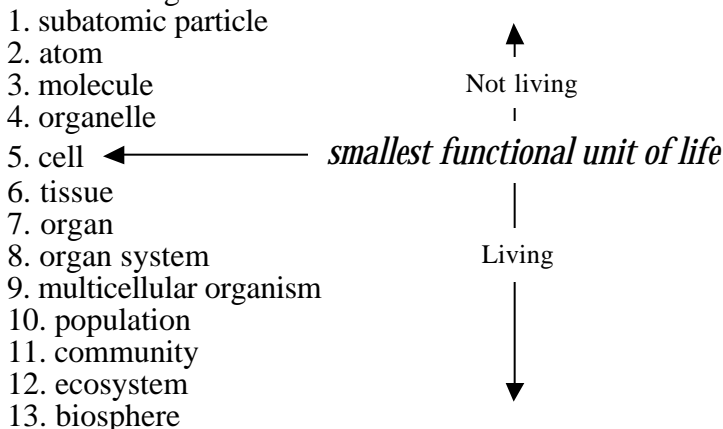 1. subatomic particle
2. atom
3. molecule
Not living
4. organelle
5. cell
smallest functional unit of life
6. tissue
7. organ
8. organ system
Living
9. multicellular organism
10. population
11. community
12. ecosystem
13. biosphere